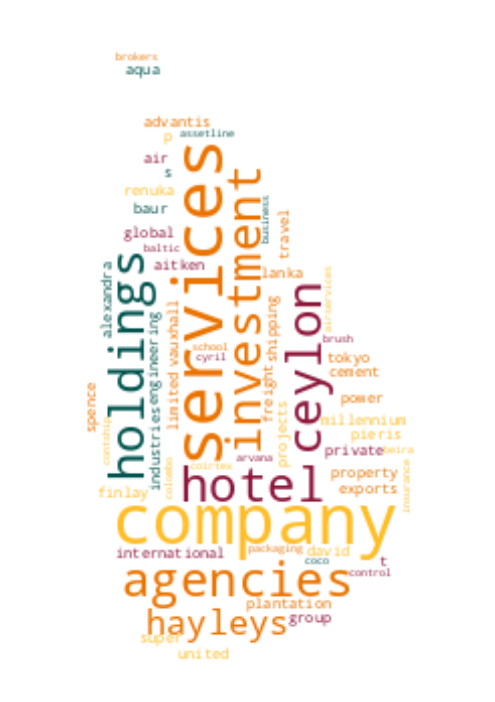 brokers
aqua
advantis
p
assetline
air
s
services
investment
renuka
baur
business
travel
global
baltic
aitken
lanka
holdings
alexandra
ceylon
airservices
vauxhall
engineering
shipping
school
cyril
brush
tokyo
cement
freight
limited
industries
spence
power
projects
millennium
pieris
contship
private
beira
arvana
coirtex
colombo
hotel
property
exports
insurance
finlay
company
international
packaging
david
coco
t
control
agencies
plantation
hayleys
group
super
united